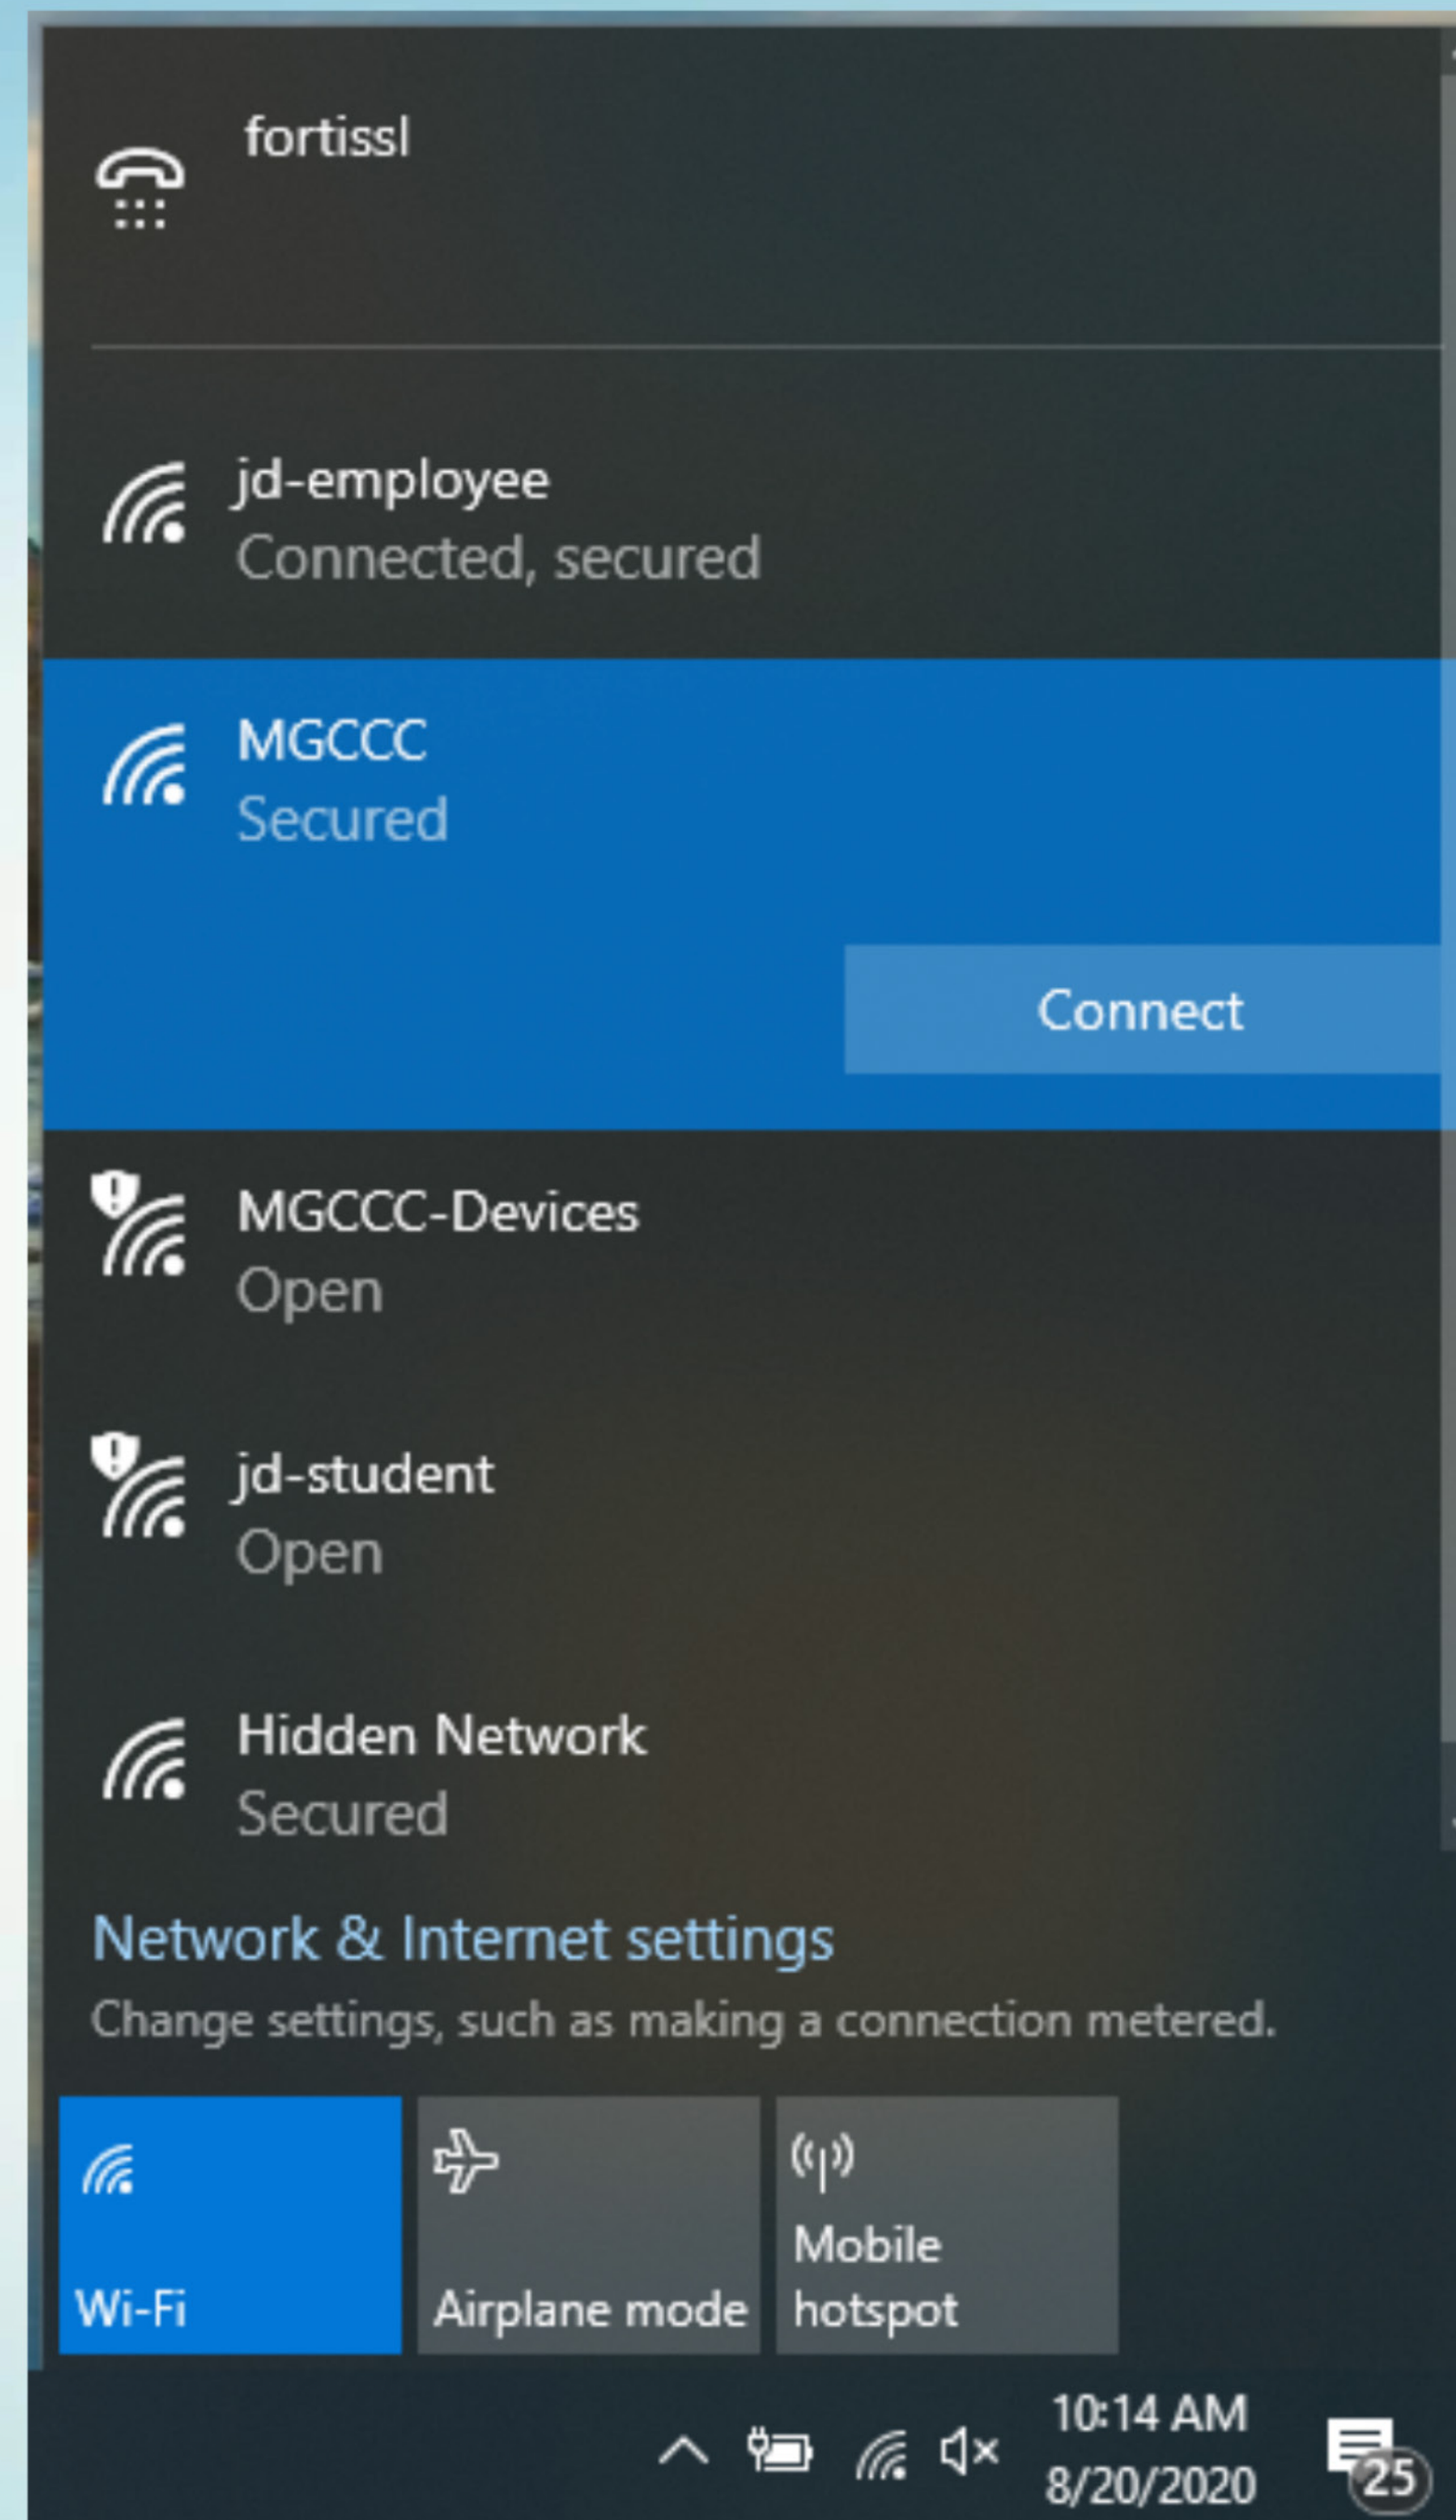 fortissl
jd-employee
Connected, secured
MGCCC
Secured
Connect
MGCCC-Devices
Open
jd-student
Open
Hidden Network
Secured
Network & Internet settings
Change settings, such as making a connection metered.
Wi-Fi
Airplane mode
Mobile
hotspot
10:14 AM
8/20/2020
25